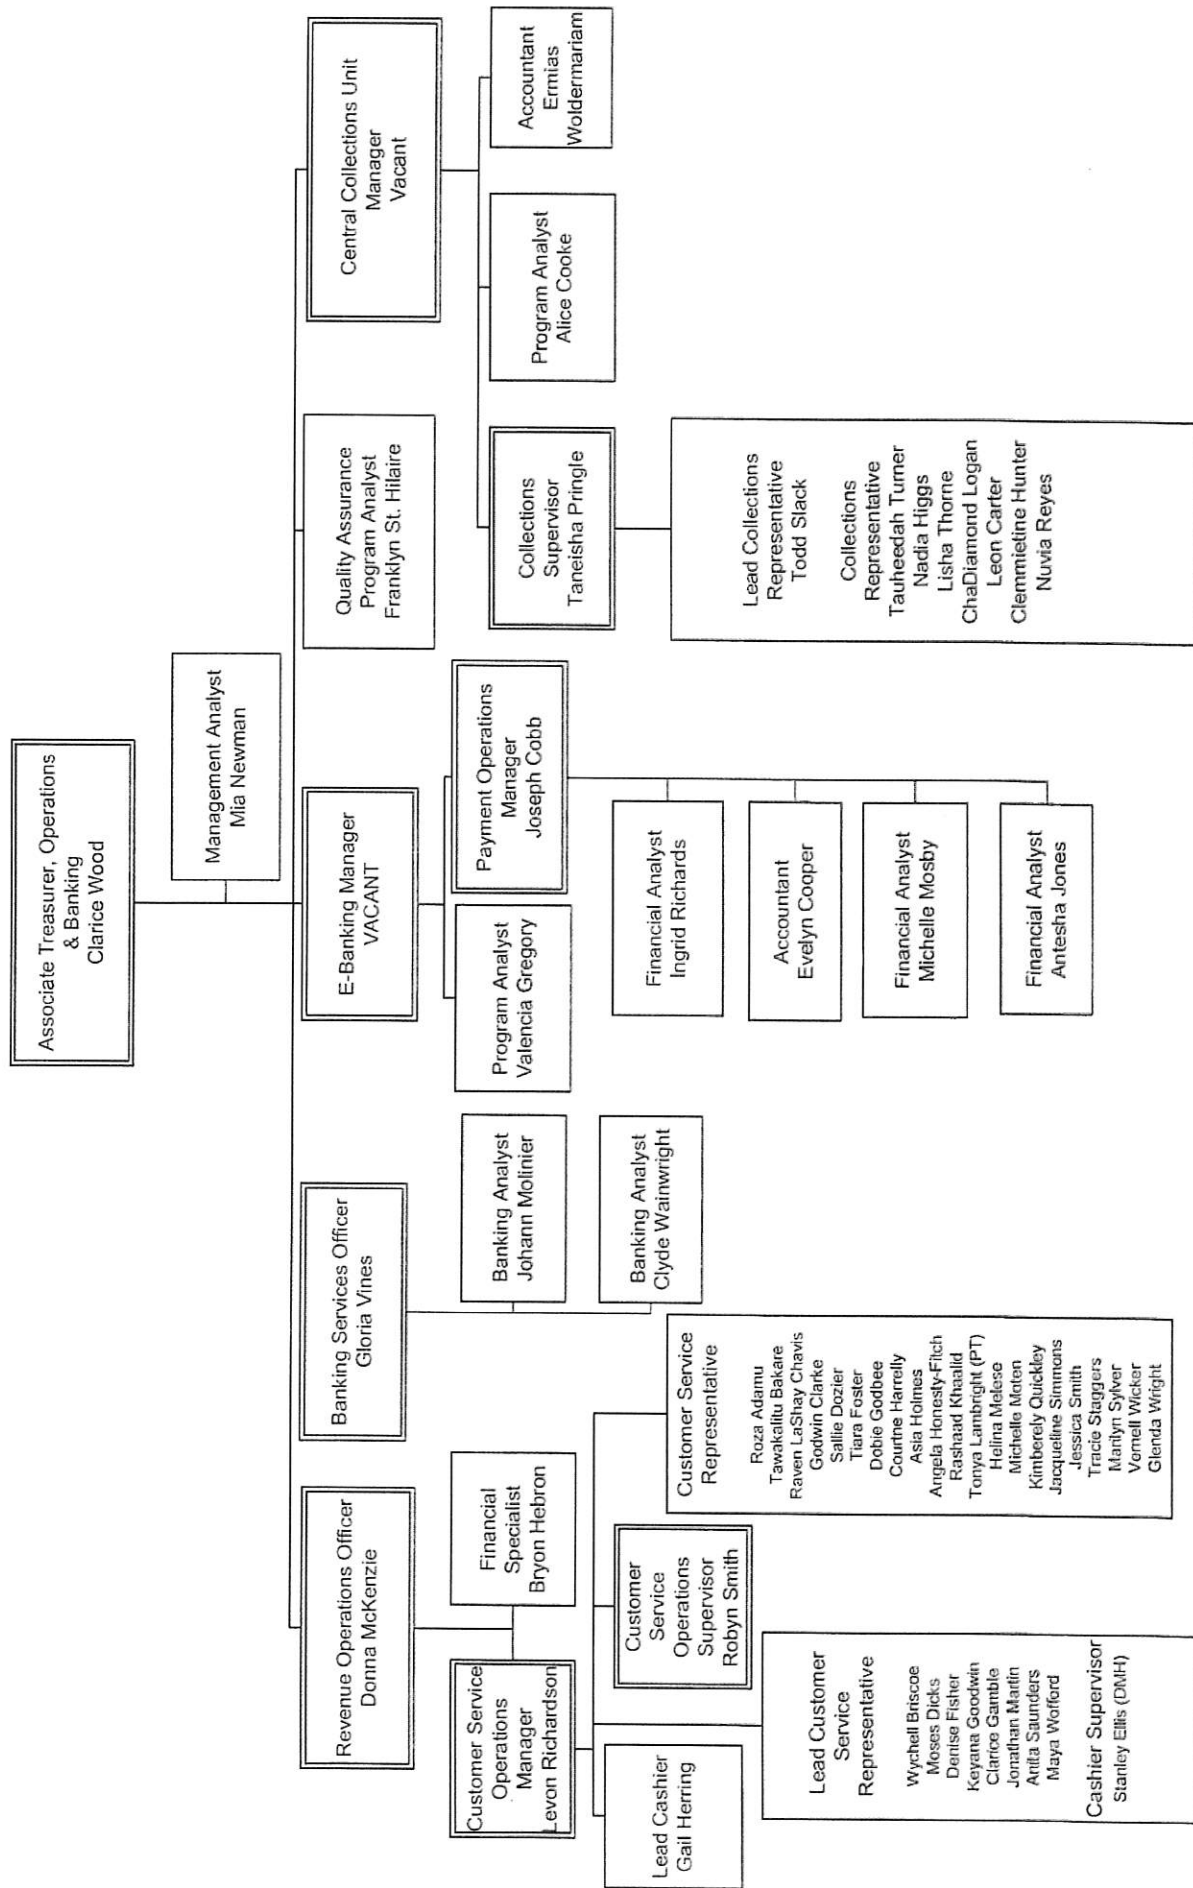 Associate Treasurer, Operations
& Banking
Clarice Wood
Management Analyst
Mia Newman
Revenue Operations Officer
Donna McKenzie
Banking Services Officer
Gloria Vines
E-Banking Manager
VACANT
Quality Assurance
Program Analyst
Franklyn St. Hilaire
Central Collections Unit
Manager
Vacant
Customer Service
Operations
Manager
Levon Richardson
Financial
Specialist
Bryon Hebron
Banking Analyst
Johann Molinier
Banking Analyst
Clyde Wainwright
Program Analyst
Valencia Gregory
Payment Operations
Manager
Joseph Cobb
Financial Analyst
Ingrid Richards
Accountant
Evelyn Cooper
Financial Analyst
Michelle Mosby
Financial Analyst
Antesha Jones
Collections
Supervisor
Taneisha Pringle
Program Analyst
Alice Cooke
Accountant
Ermias
Woldermariam
Lead Collections
Representative
Todd Slack
Collections
Representative
Tauheedah Turner
Nadia Higgs
Lisha Thorne
ChaDiamond Logan
Leon Carter
Clemmietine Hunter
Nuvia Reyes
Lead Cashier
Gail Herring
Lead Customer
Service
Representative
Wychell Briscoe
Moses Dicks
Denise Fisher
Keyana Goodwin
Clarice Gamble
Jonathan Martin
Anita Saunders
Maya Wofford
Cashier Supervisor
Stanley Ellis (DMH)
Customer
Service
Operations
Supervisor
Robyn Smith
Customer Service
Representative
Roza Adamu
Tawakalitu Bakare
Raven LaShay Chavis
Godwin Clarke
Sallie Dozier
Tiara Foster
Dobie Godbee
Courtne Harrelly
Asia Holmes
Angela Honesty-Fitch
Rashaad Khaalid
Tonya Lambright (PT)
Helina Melese
Michelle Moten
Kimberely Quickley
Jacqueline Simmons
Jessica Smith
Tracie Staggers
Marilyn Sylver
Vernell Wicker
Glenda Wright